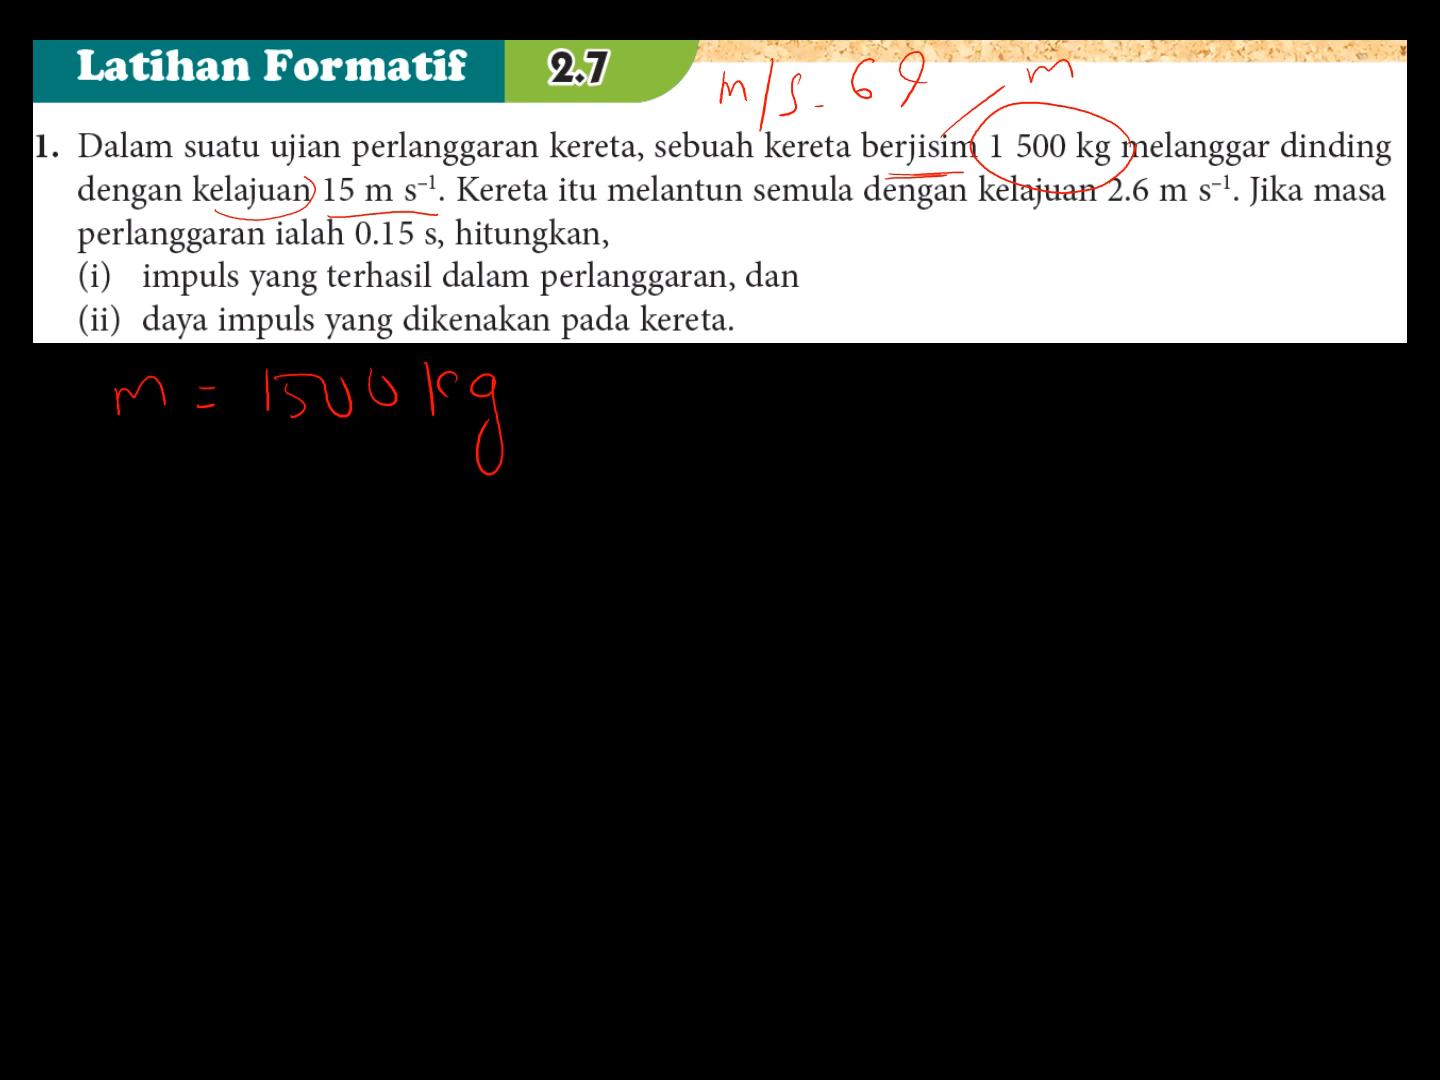 Latihan Formatif 2.7
m/s. 69 m
1. Dalam suatu ujian perlanggaran kereta, sebuah kereta berjisim 1 500 kg melanggar dinding
dengan kelajuan 15 m s⁻¹. Kereta itu melantun semula dengan kelajuan 2.6 m s⁻¹. Jika masa
perlanggaran ialah 0.15 s, hitungkan,
(i) impuls yang terhasil dalam perlanggaran, dan
(ii) daya impuls yang dikenakan pada kereta.
m = 1500 kg